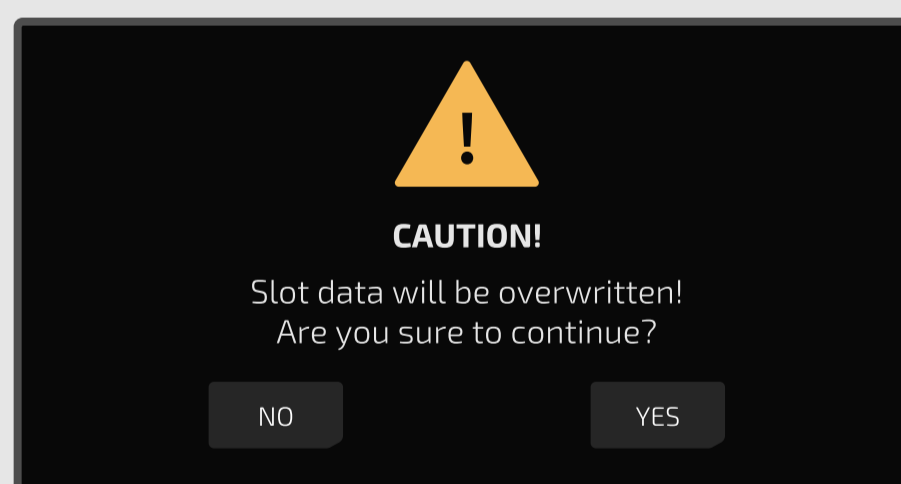 !
CAUTION!
Slot data will be overwritten!
Are you sure to continue?
NO YES